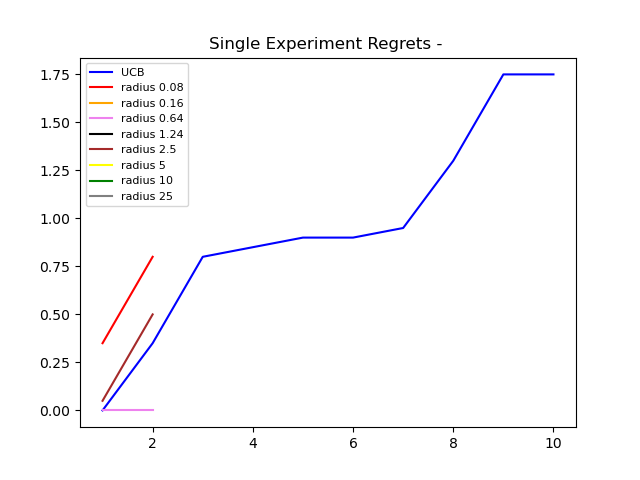 Single Experiment Regrets -
UCB
radius 0.08
radius 0.16
radius 0.64
radius 1.24
radius 2.5
radius 5
radius 10
radius 25
1.75
1.50
1.25
1.00
0.75
0.50
0.25
0.00
2 4 6 8 10